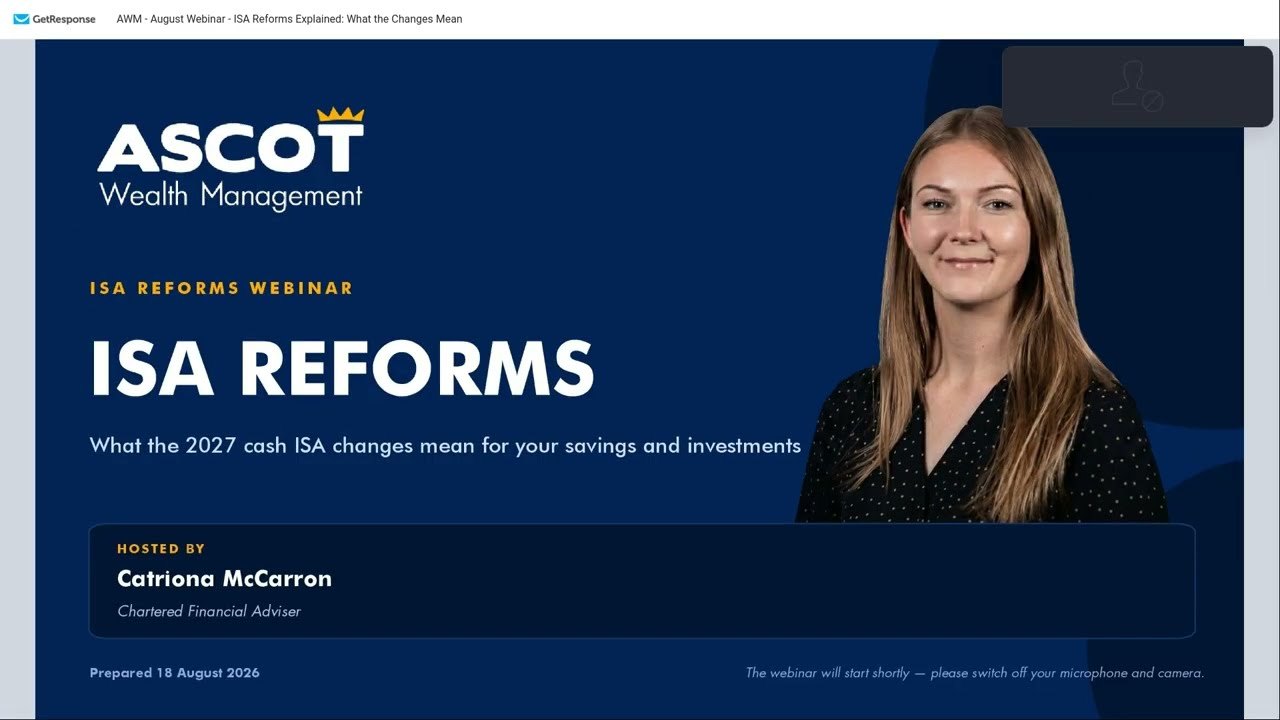 GetResponse
AWM - August Webinar - ISA Reforms Explained: What the Changes Mean
ASCOT
Wealth Management
ISA REFORMS WEBINAR
ISA REFORMS
What the 2027 cash ISA changes mean for your savings and investments
HOSTED BY
Catriona McCarron
Chartered Financial Adviser
Prepared 18 August 2026
The webinar will start shortly — please switch off your microphone and camera.